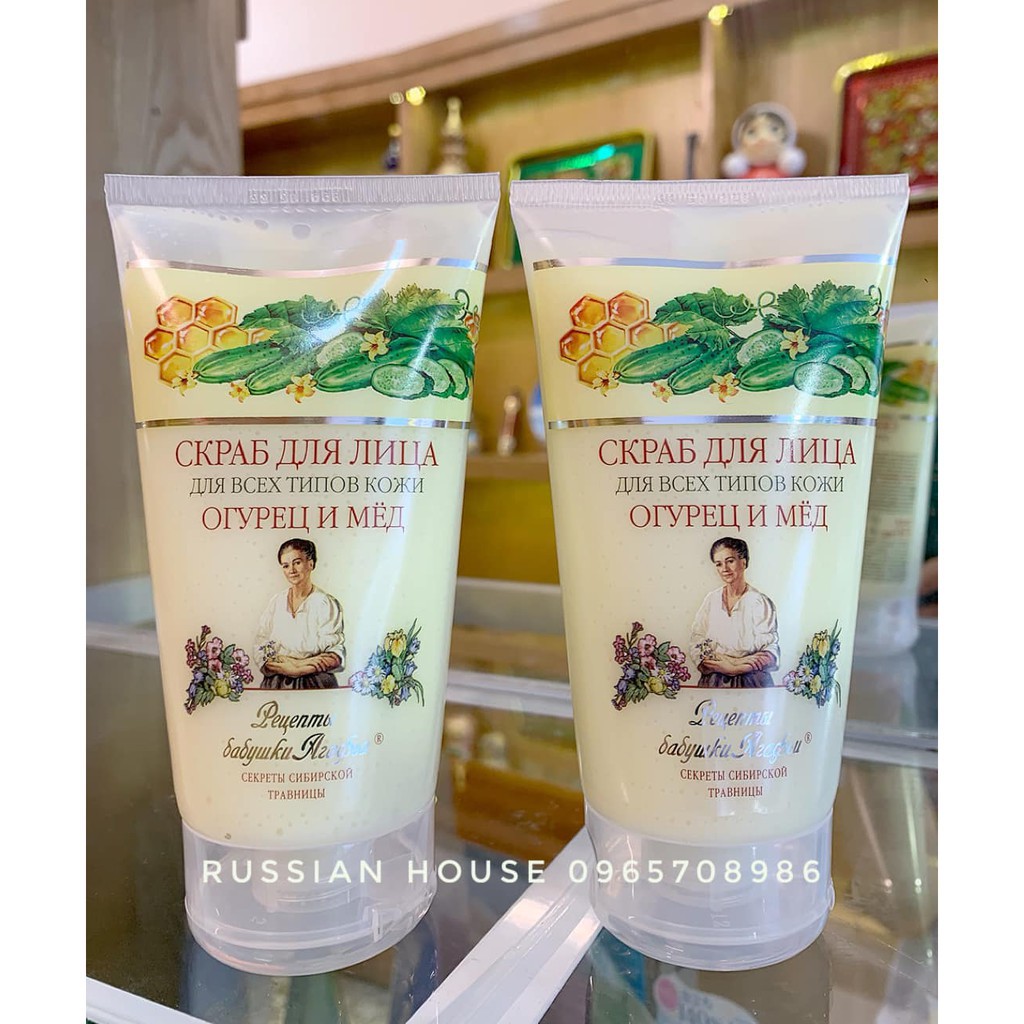 СКРАБ ДЛЯ ЛИЦА
ДЛЯ ВСЕХ ТИПОВ КОЖИ
ОГУРЕЦ И МЁД
Рецепты
бабушки Агафьи®
СЕКРЕТЫ СИБИРСКОЙ
ТРАВНИЦЫ
СКРАБ ДЛЯ ЛИЦА
ДЛЯ ВСЕХ ТИПОВ КОЖИ
ОГУРЕЦ И МЁД
Рецепты
бабушки Агафьи®
СЕКРЕТЫ СИБИРСКОЙ
ТРАВНИЦЫ
RUSSIAN HOUSE 0965708986